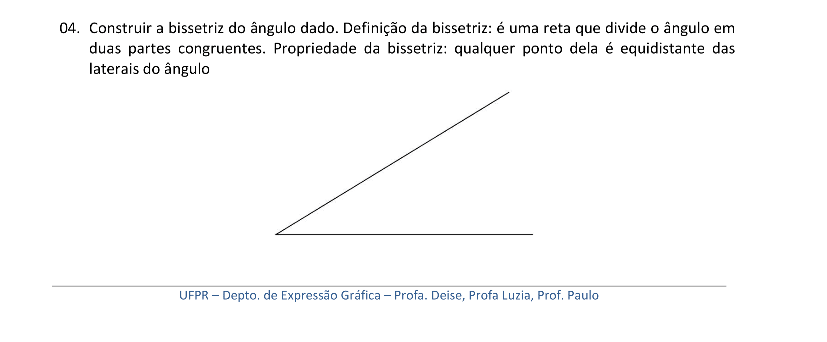 04. Construir a bissetriz do ângulo dado. Definição da bissetriz: é uma reta que divide o ângulo em
duas partes congruentes. Propriedade da bissetriz: qualquer ponto dela é equidistante das
laterais do ângulo
UFPR – Depto. de Expressão Gráfica – Profa. Deise, Profa Luzia, Prof. Paulo